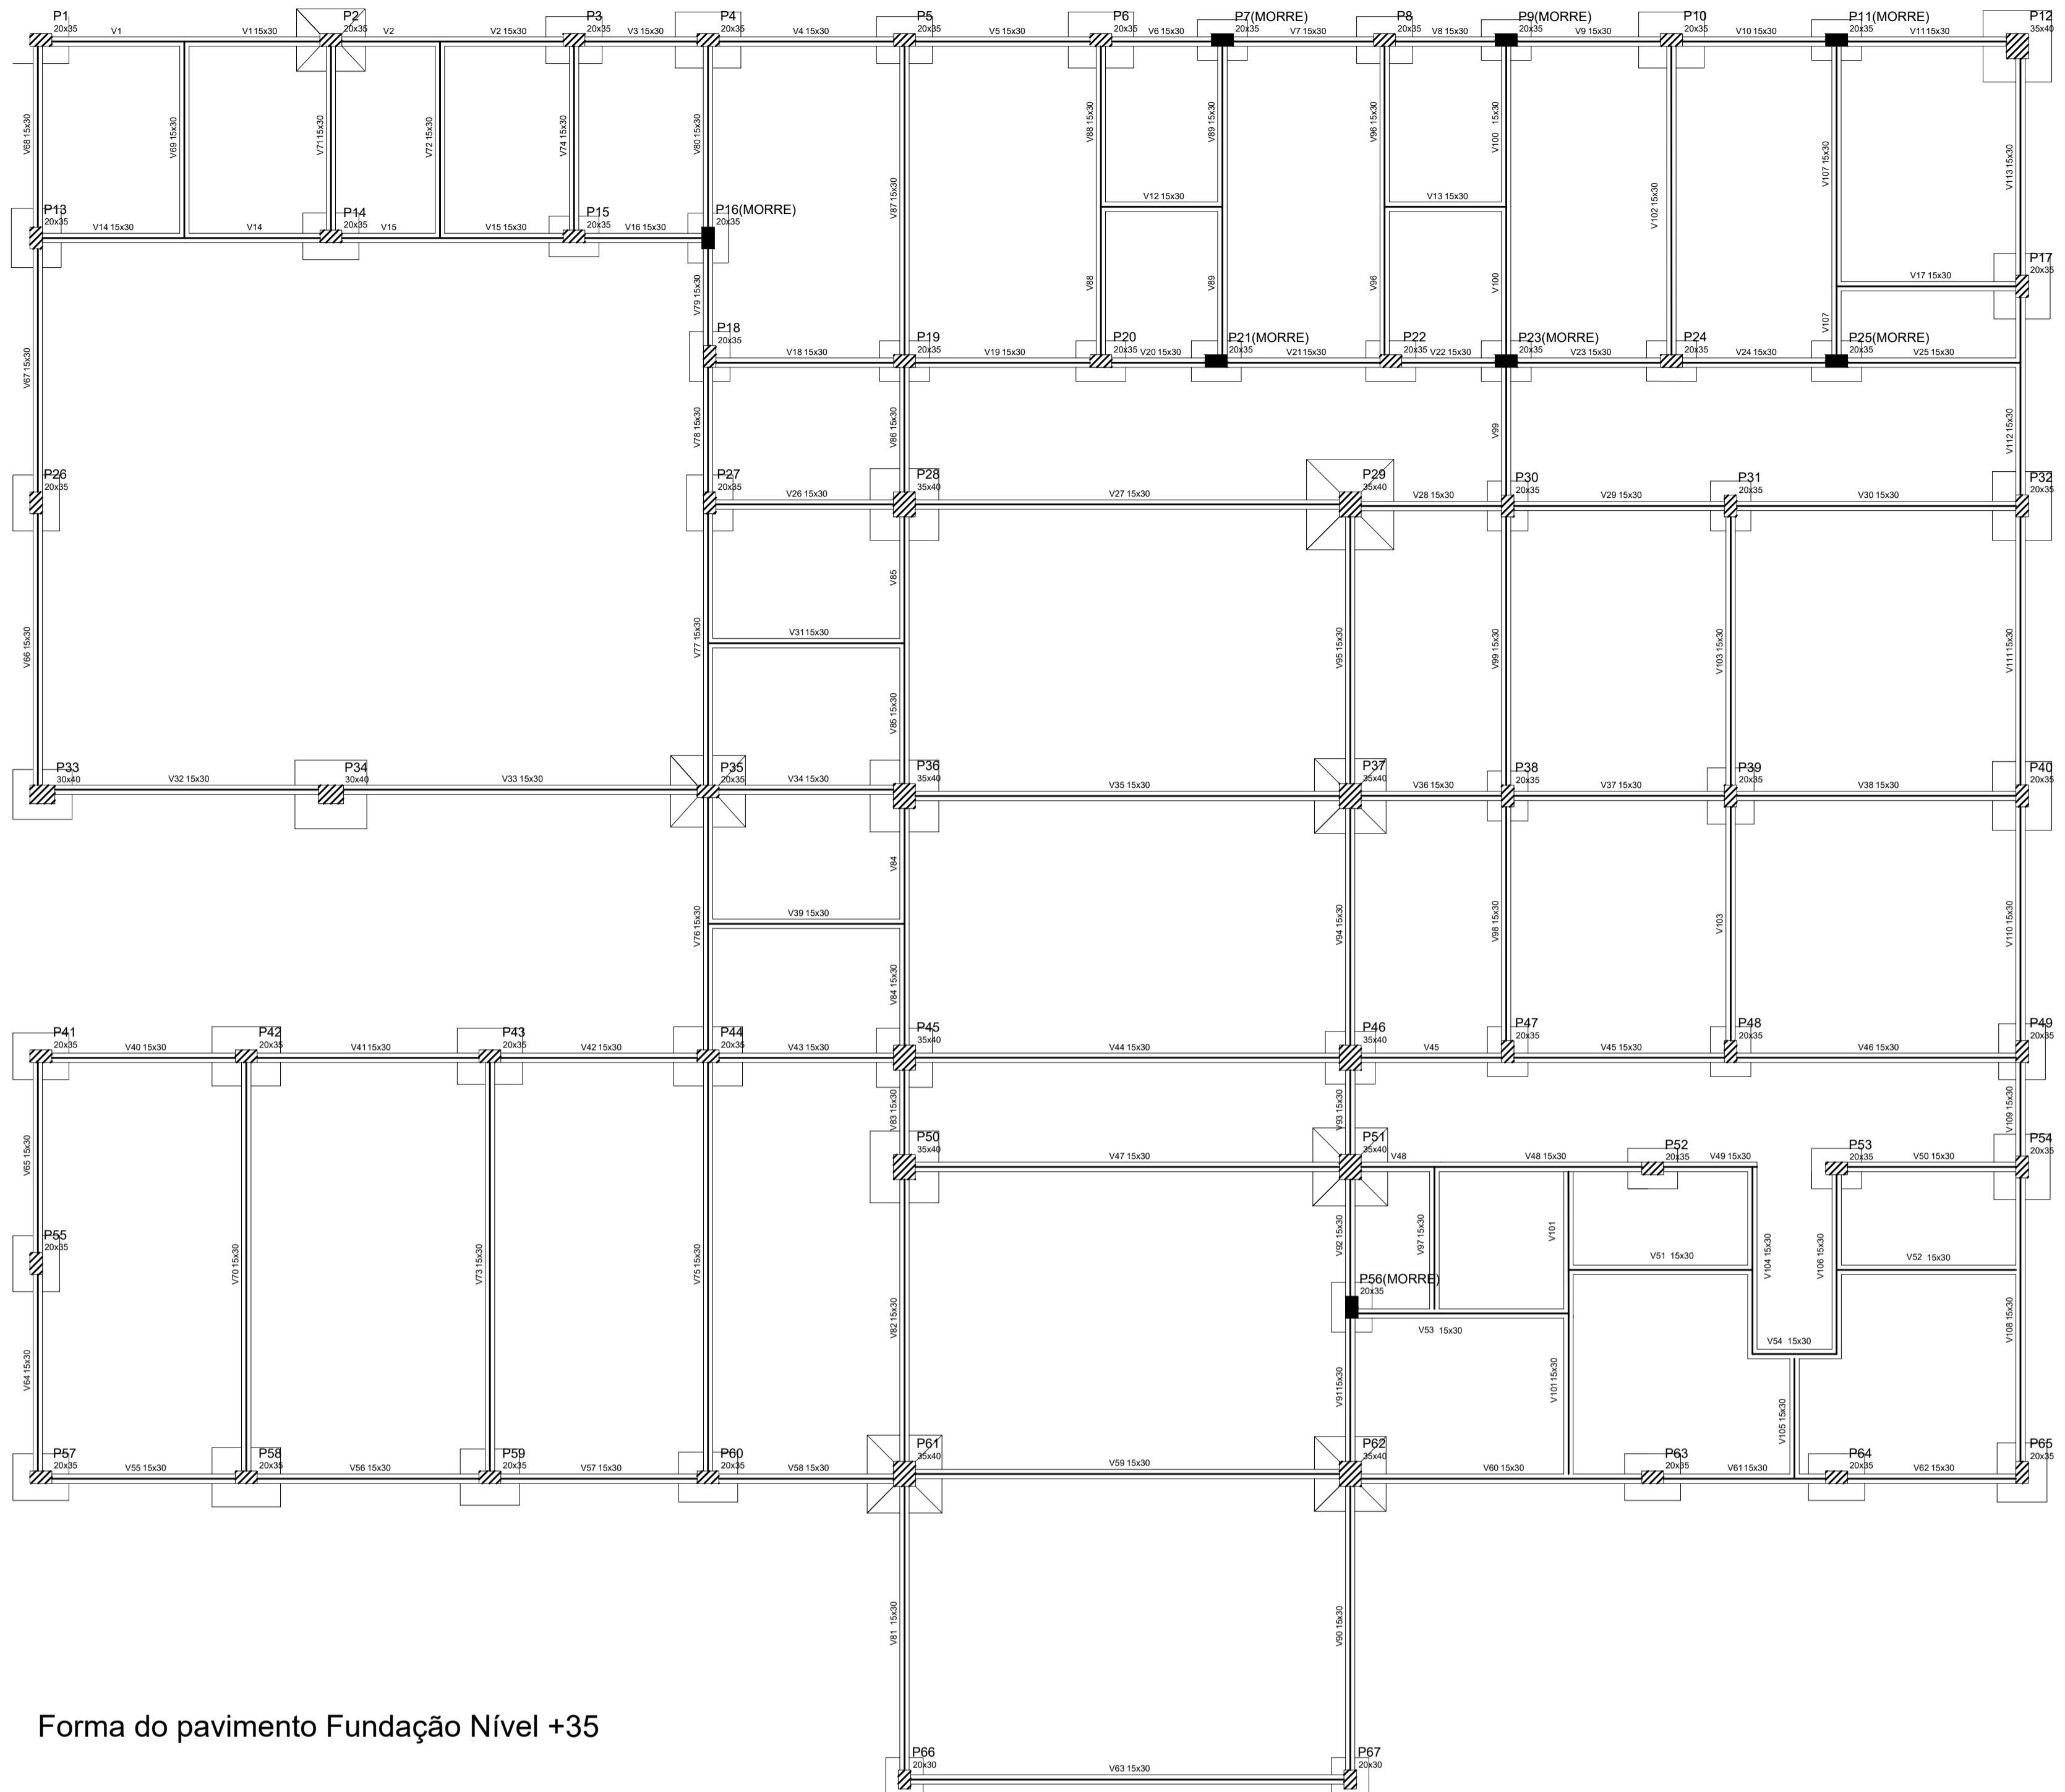 P1 P2 P3 P4 P5 P6 P7(MORRE) P8 P9(MORRE) P10 P11(MORRE) P12
20x35 20x35 20x35 20x35 20x35 20x35 20x35 20x35 20x35 20x35 20x35 35x40
V1 V1 15x30 V2 V2 15x30 V3 15x30 V4 15x30 V5 15x30 V6 15x30 V7 15x30 V8 15x30 V9 15x30 V10 15x30 V11 15x30
V68 15x30 V69 15x30 V71 15x30 V72 15x30 V74 15x30 V80 15x30 V87 15x30 V88 15x30 V89 15x30 V96 15x30 V100 15x30 V102 15x30 V107 15x30 V113 15x30
V12 15x30 V13 15x30
P13 P14 P15 P16(MORRE)
20x35 20x35 20x35 20x35
V14 15x30 V14 V15 V15 15x30 V16 15x30
P17
20x35
V17 15x30
V79 15x30 V88 V89 V96 V100 V107
P18 P19 P20 P21(MORRE) P22 P23(MORRE) P24 P25(MORRE)
20x35 20x35 20x35 20x35 20x35 20x35 20x35 20x35
V18 15x30 V19 15x30 V20 15x30 V21 15x30 V22 15x30 V23 15x30 V24 15x30 V25 15x30
V67 15x30 V78 15x30 V86 15x30 V99 V112 15x30
P26 P27 P28 P29 P30 P31 P32
20x35 20x35 35x40 35x40 20x35 20x35 20x35
V26 15x30 V27 15x30 V28 15x30 V29 15x30 V30 15x30
V85
V31 15x30
V66 15x30 V77 15x30 V85 15x30 V95 15x30 V99 15x30 V103 15x30 V111 15x30
P33 P34 P35 P36 P37 P38 P39 P40
30x40 30x40 20x35 35x40 35x40 20x35 20x35 20x35
V32 15x30 V33 15x30 V34 15x30 V35 15x30 V36 15x30 V37 15x30 V38 15x30
V84
V39 15x30
V76 15x30 V84 15x30 V94 15x30 V98 15x30 V103 V110 15x30
P41 P42 P43 P44 P45 P46 P47 P48 P49
20x35 20x35 20x35 20x35 35x40 35x40 20x35 20x35 20x35
V40 15x30 V41 15x30 V42 15x30 V43 15x30 V44 15x30 V45 V45 15x30 V46 15x30
V65 15x30 V83 15x30 V93 15x30 V109 15x30
P50 P51 P52 P53 P54
35x40 35x40 20x35 20x35 20x35
V47 15x30 V48 V48 15x30 V49 15x30 V50 15x30
P55
20x35
V70 15x30 V73 15x30 V75 15x30 V92 15x30 V97 15x30 V101 V104 15x30 V106 15x30
V51 15x30 V52 15x30
P56(MORRE)
20x35
V53 15x30 V54 15x30
V64 15x30 V82 15x30 V91 15x30 V101 15x30 V105 15x30 V108 15x30
P57 P58 P59 P60 P61 P62 P63 P64 P65
20x35 20x35 20x35 20x35 35x40 35x40 20x35 20x35 20x35
V55 15x30 V56 15x30 V57 15x30 V58 15x30 V59 15x30 V60 15x30 V61 15x30 V62 15x30
V81 15x30 V90 15x30
Forma do pavimento Fundação Nível +35
P66 P67
20x30 20x30
V63 15x30